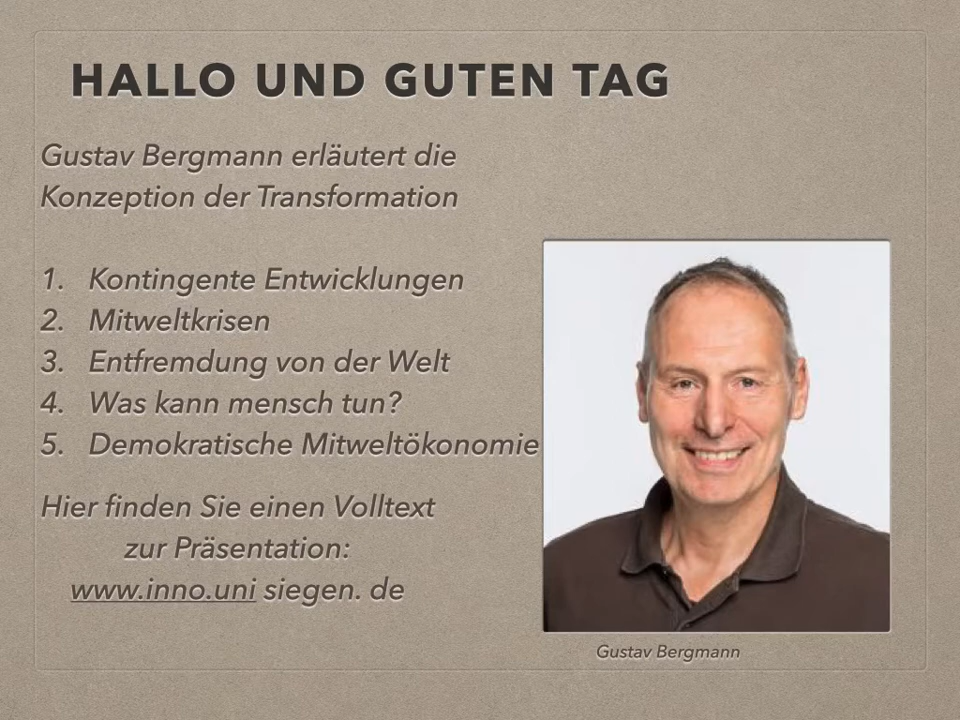 HALLO UND GUTEN TAG
Gustav Bergmann erläutert die
Konzeption der Transformation
1. Kontingente Entwicklungen
2. Mitweltkrisen
3. Entfremdung von der Welt
4. Was kann mensch tun?
5. Demokratische Mitweltökonomie
Hier finden Sie einen Volltext
zur Präsentation:
www.inno.uni siegen. de
Gustav Bergmann